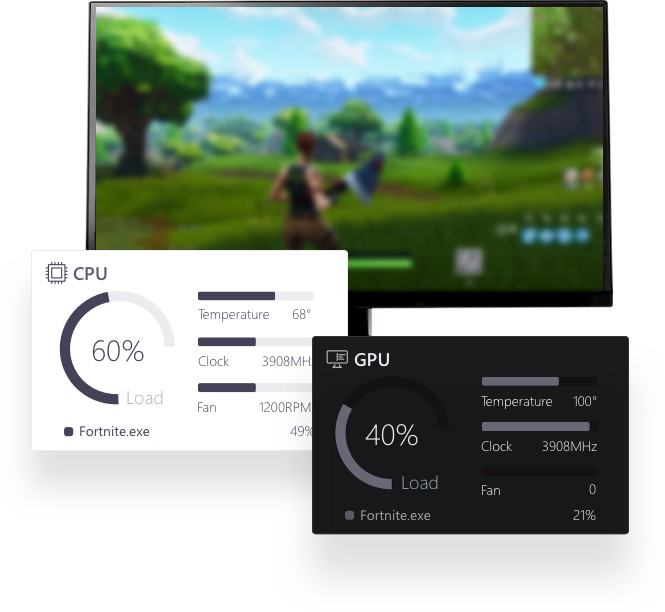 CPU
60%
Load
Temperature 68°
Clock 3908MHz
Fan 1200RPM
Fortnite.exe 49%
GPU
40%
Load
Temperature 100°
Clock 3908MHz
Fan 0
Fortnite.exe 21%